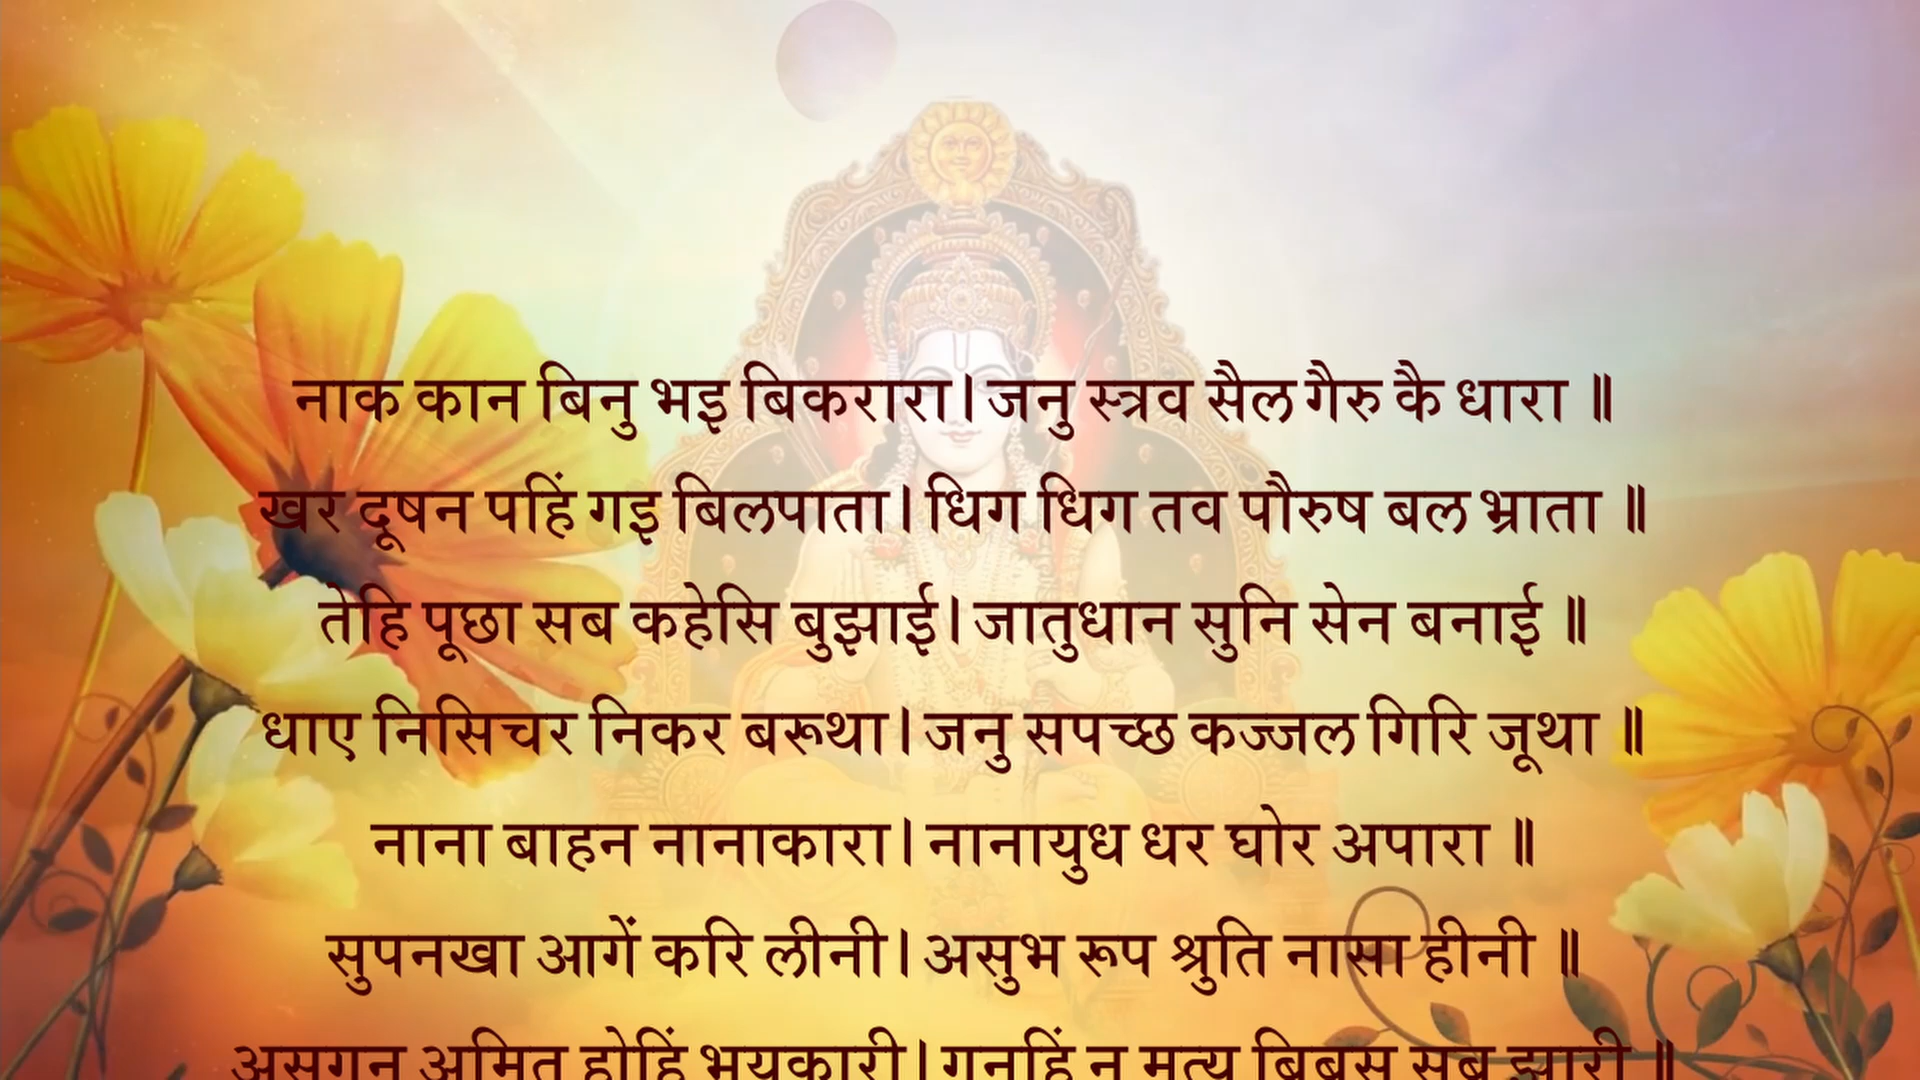 नाक कान बिनु भइ बिकरारा। जनु स्त्रव सैल गैरु कै धारा ॥
खर दूषन पहिं गइ बिलपाता। धिग धिग तव पौरुष बल भ्राता ॥
तेहि पूछा सब कहेसि बुझाई। जातुधान सुनि सेन बनाई ॥
धाए निसिचर निकर बरूथा। जनु सपच्छ कज्जल गिरि जूथा ॥
नाना बाहन नानाकारा। नानायुध धर घोर अपारा ॥
सुपनखा आगें करि लीनी। असुभ रूप श्रुति नासा हीनी ॥
असगुन अमित होहिं भयकारी। गनहिं न मृत्यु बिबस सब झारी ॥